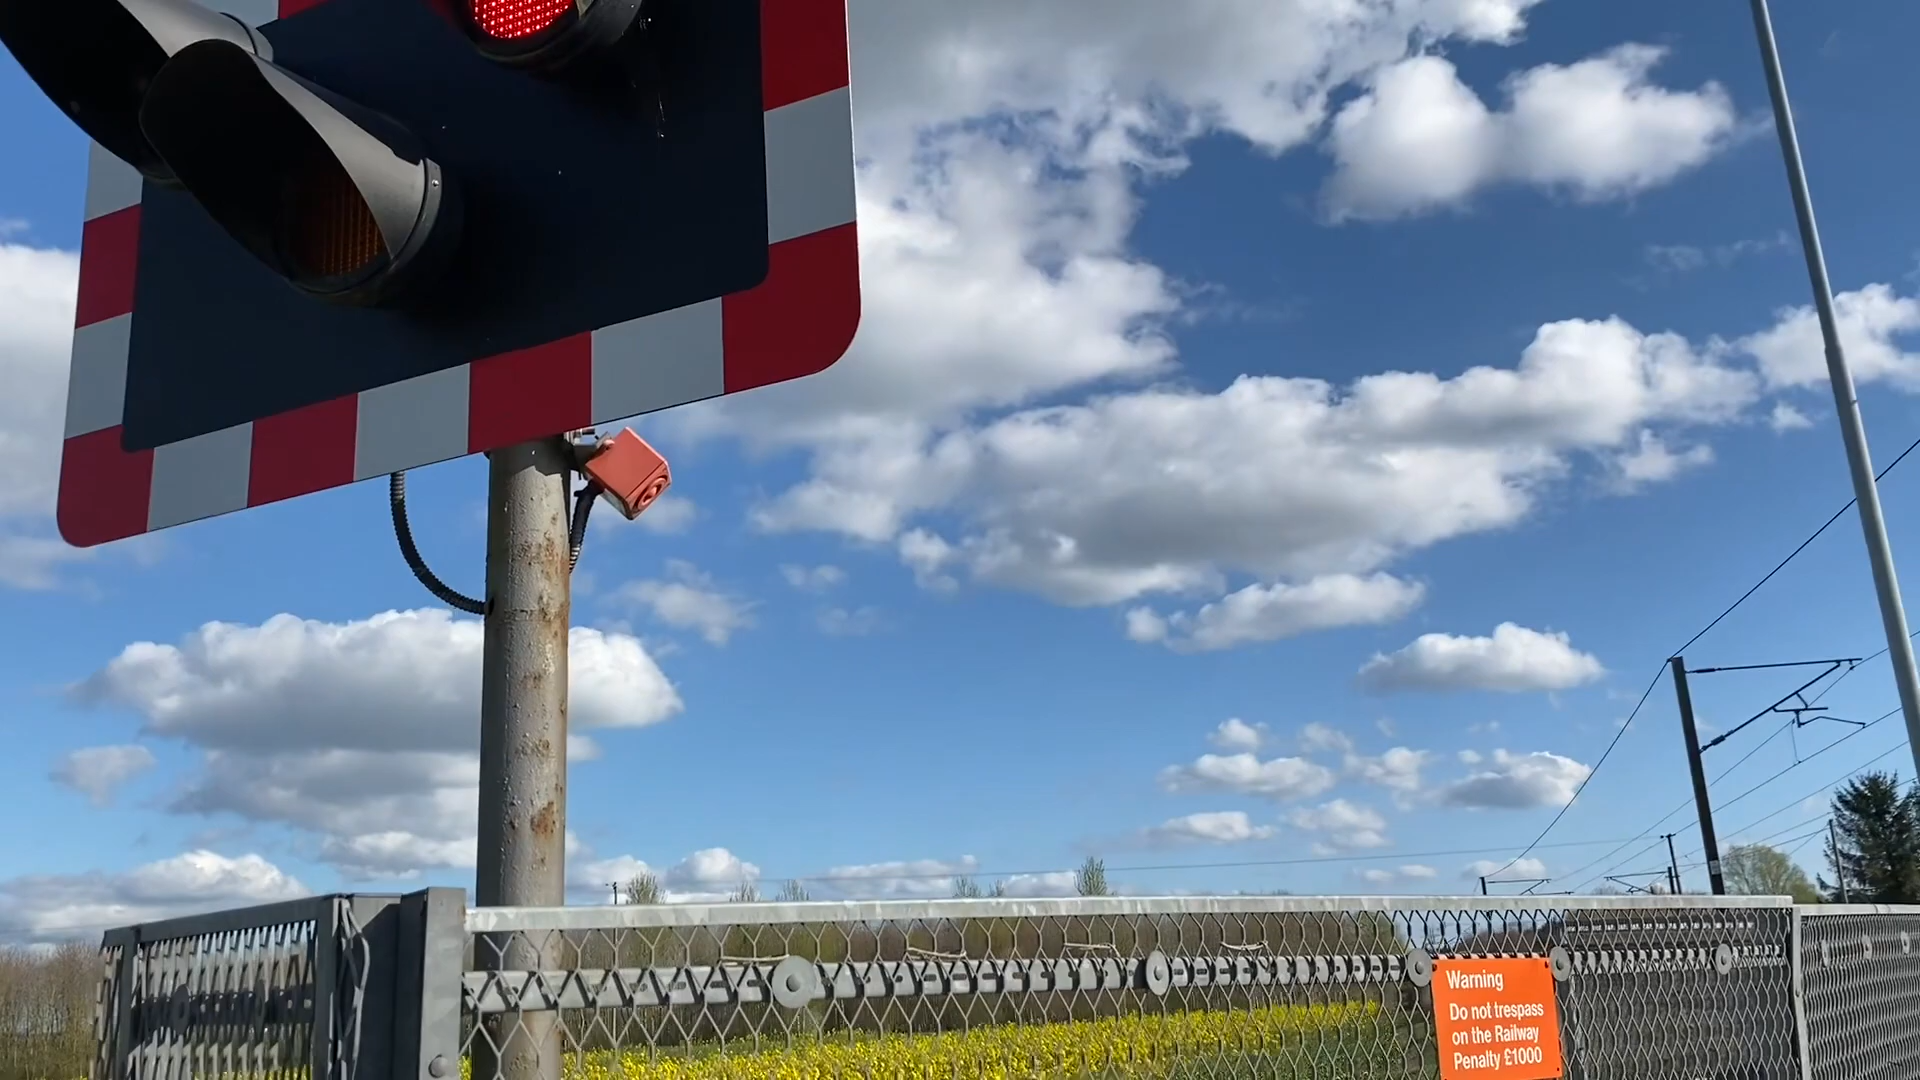 Warning
Do not trespass
on the Railway
Penalty £1000